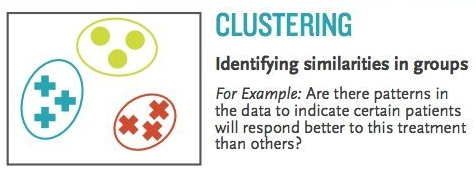 CLUSTERING
Identifying similarities in groups
For Example: Are there patterns in
the data to indicate certain patients
will respond better to this treatment
than others?